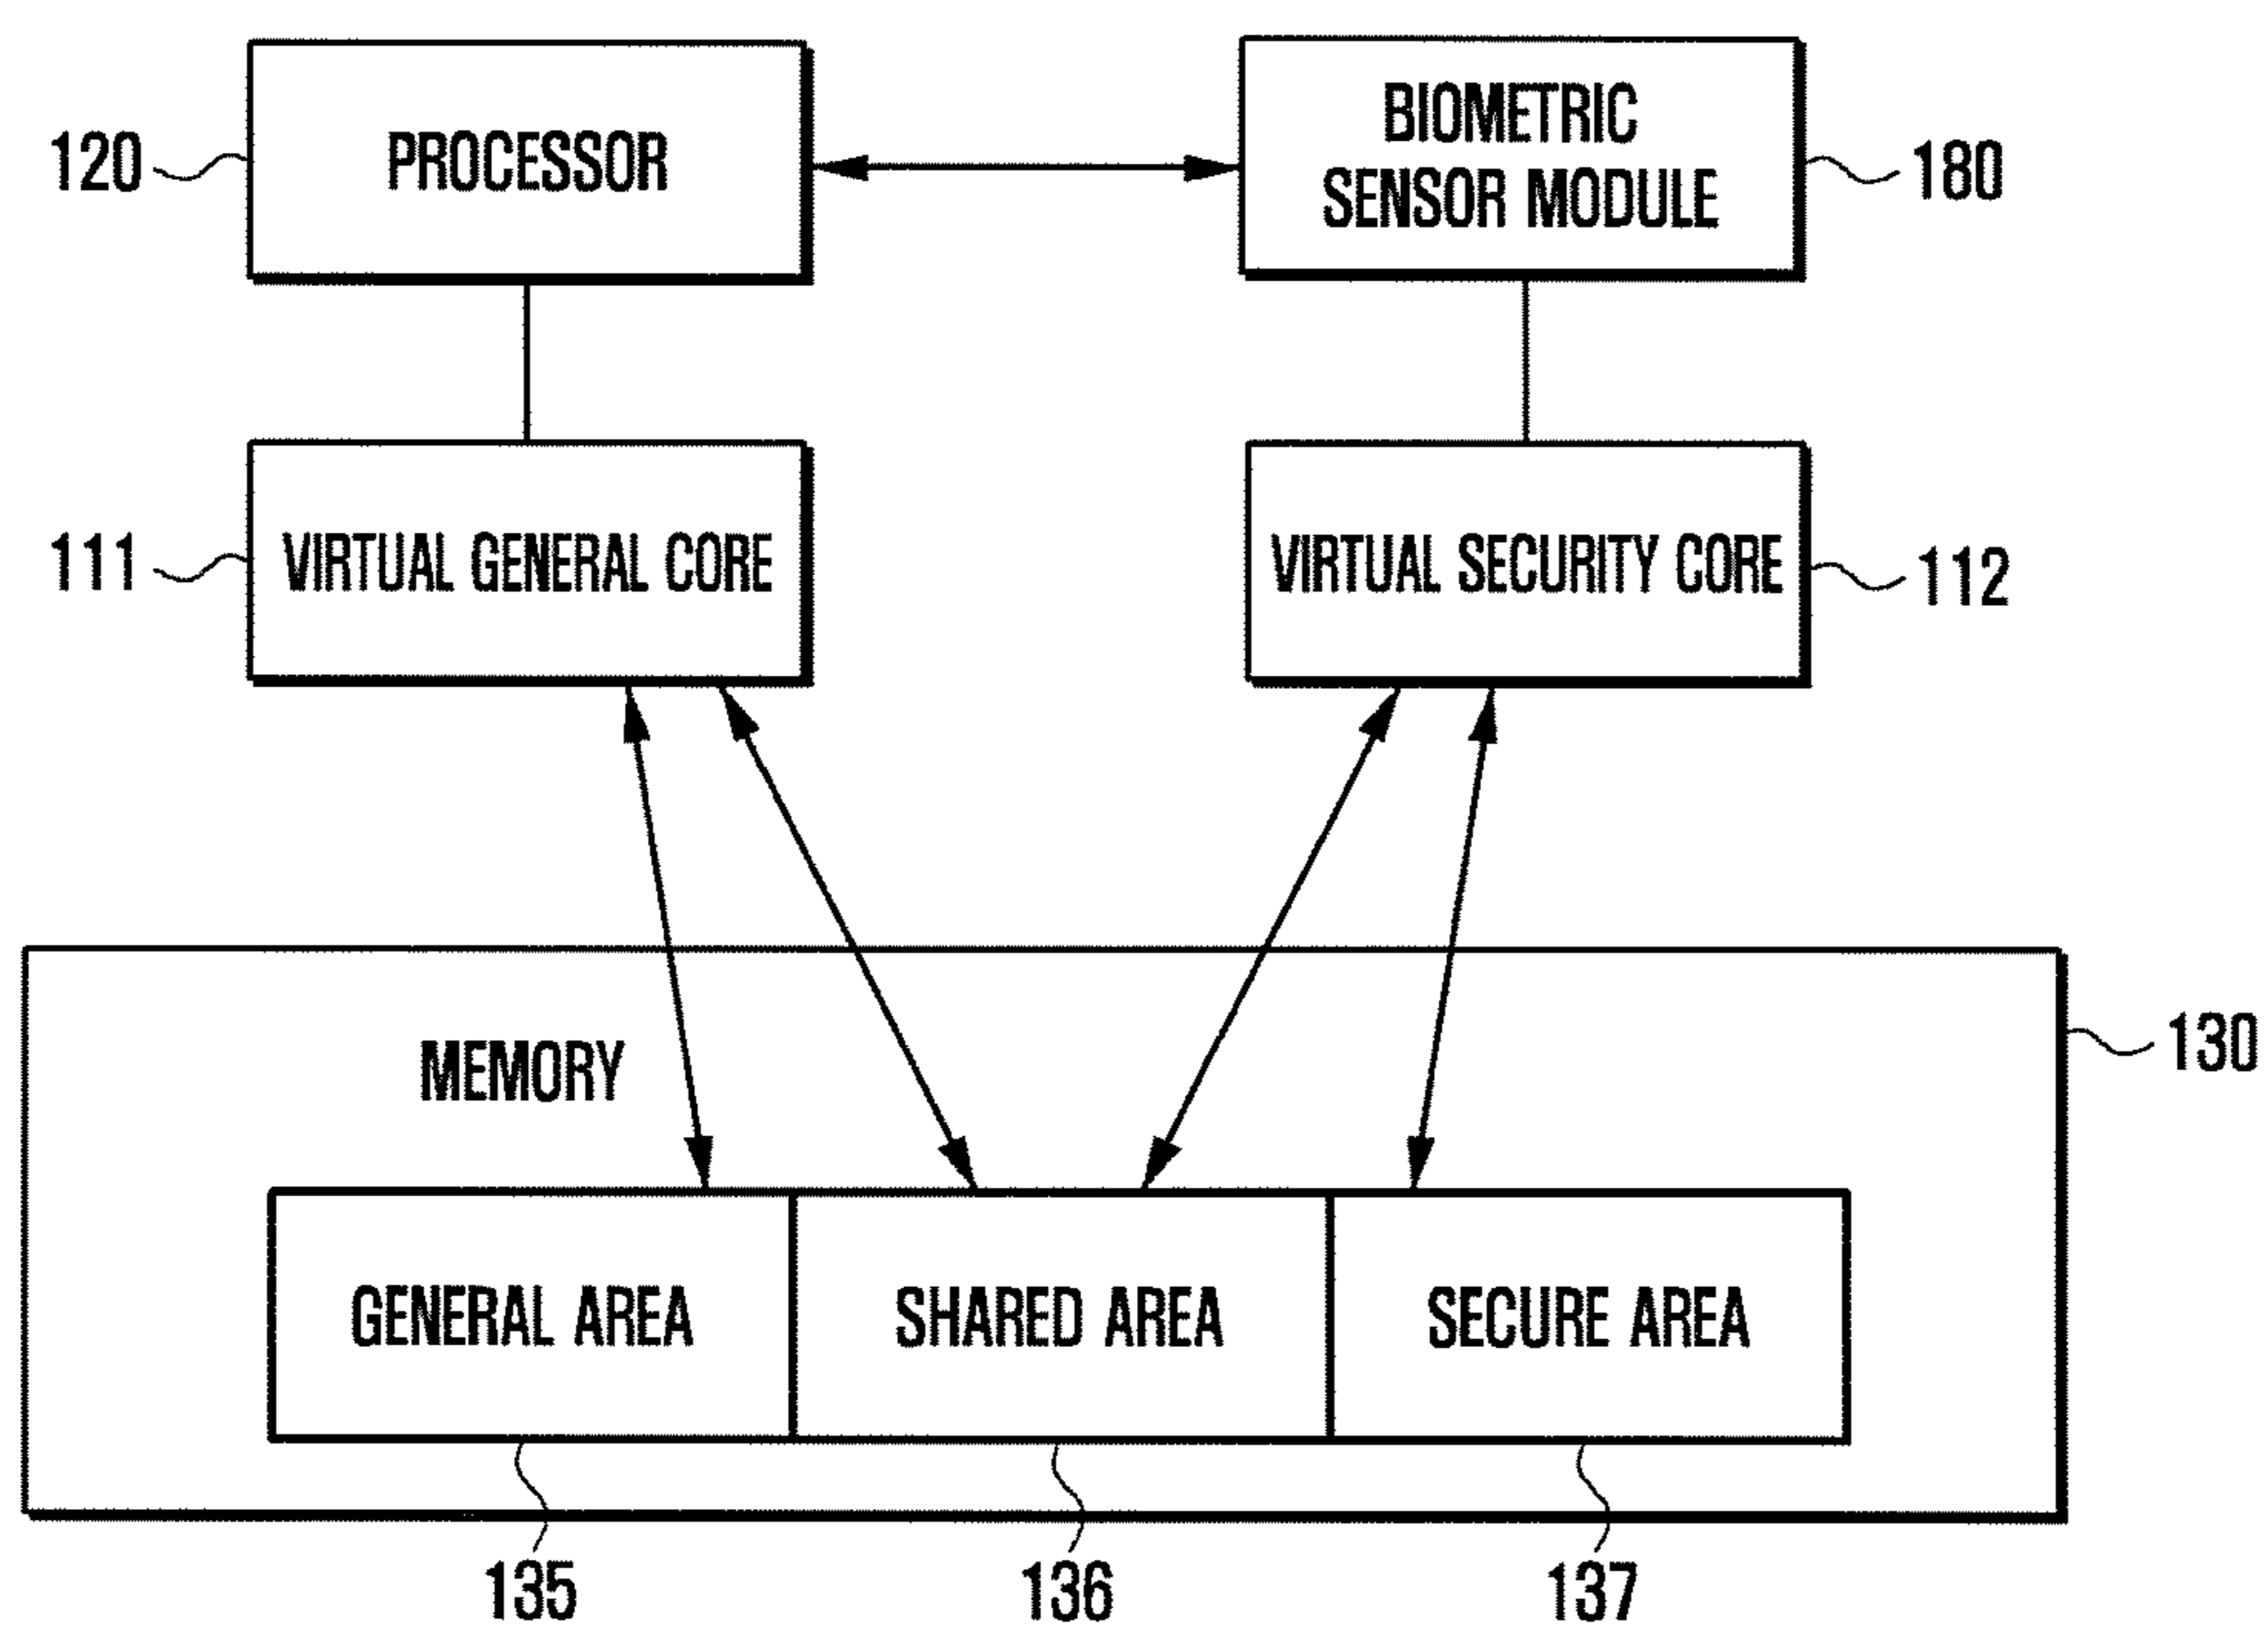 120
PROCESSOR
BIOMETRIC
SENSOR MODULE
180
111
VIRTUAL GENERAL CORE
VIRTUAL SECURITY CORE
112
MEMORY
130
GENERAL AREA
SHARED AREA
SECURE AREA
135
136
137